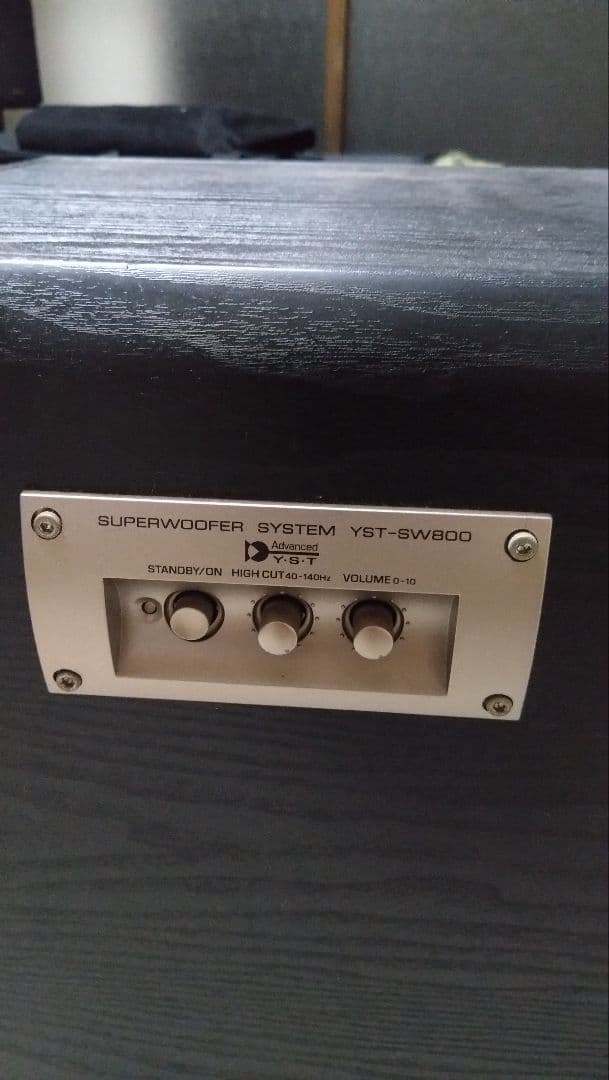 SUPERWOOFER SYSTEM YST-SW800
Advanced
Y·S·T
STANDBY/ON HIGH CUT 40-140Hz VOLUME 0-10